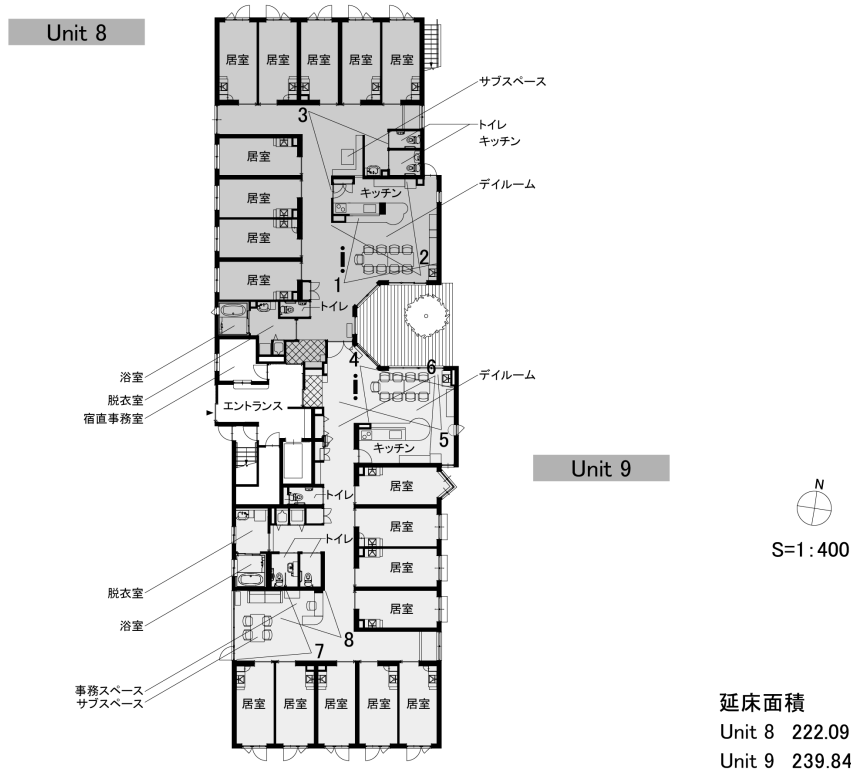 Unit 8
居室 居室 居室 居室 居室
サブスペース
3
トイレ
キッチン
居室
キッチン
デイルーム
居室
居室
2
居室
1
トイレ
浴室
4
6
デイルーム
脱衣室
エントランス
宿直事務室
5
キッチン
Unit 9
居室
トイレ
N
居室
トイレ
S=1:400
居室
脱衣室
居室
浴室
8
7
事務スペース
サブスペース
居室 居室 居室 居室 居室
延床面積
Unit 8 222.09
Unit 9 239.84